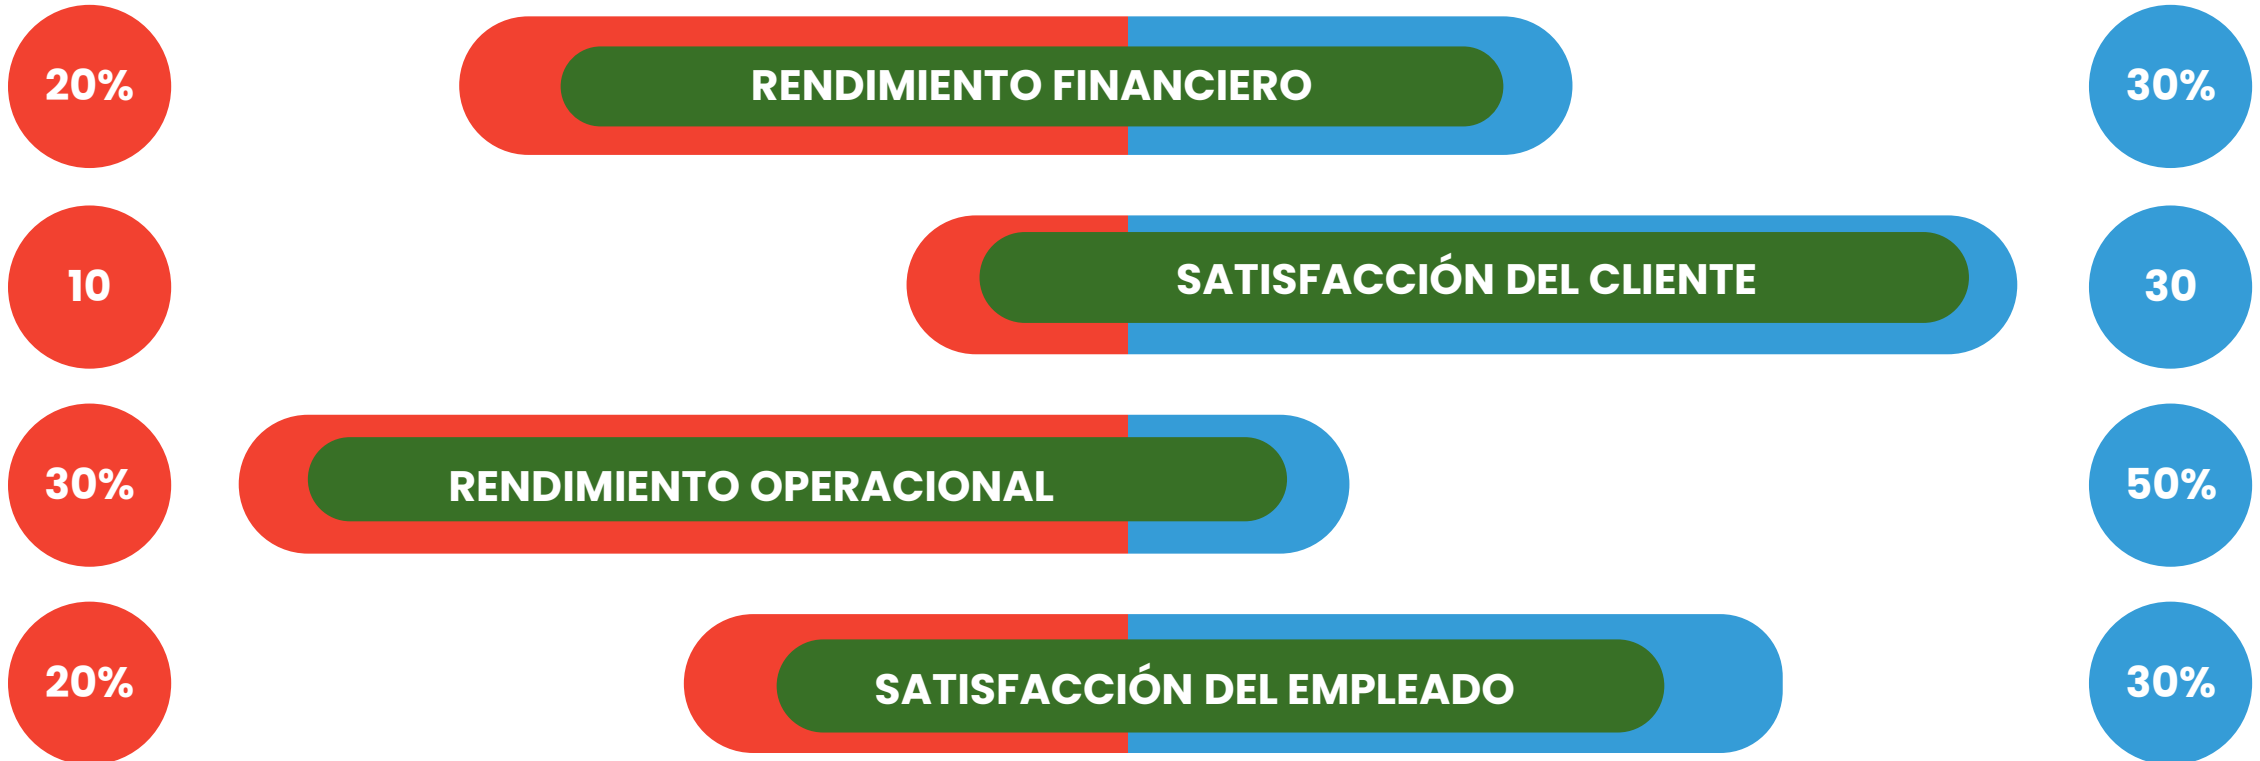 20%
RENDIMIENTO FINANCIERO
30%
10
SATISFACCIÓN DEL CLIENTE
30
30%
RENDIMIENTO OPERACIONAL
50%
20%
SATISFACCIÓN DEL EMPLEADO
30%